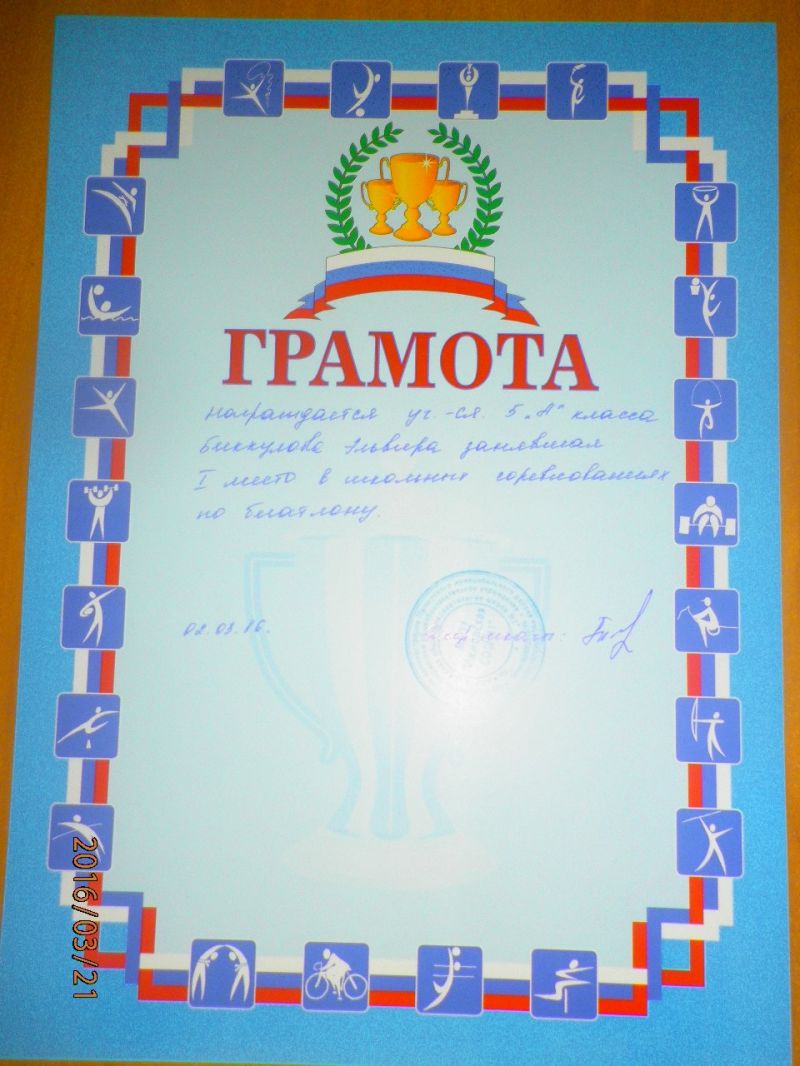 ГРАМОТА
награждается уч.-ся. 5 „А" класса
Биккулова Эльвира занявшая
I место в школьных соревнованиях
по биатлону.
02.03.16.
2016/03/21